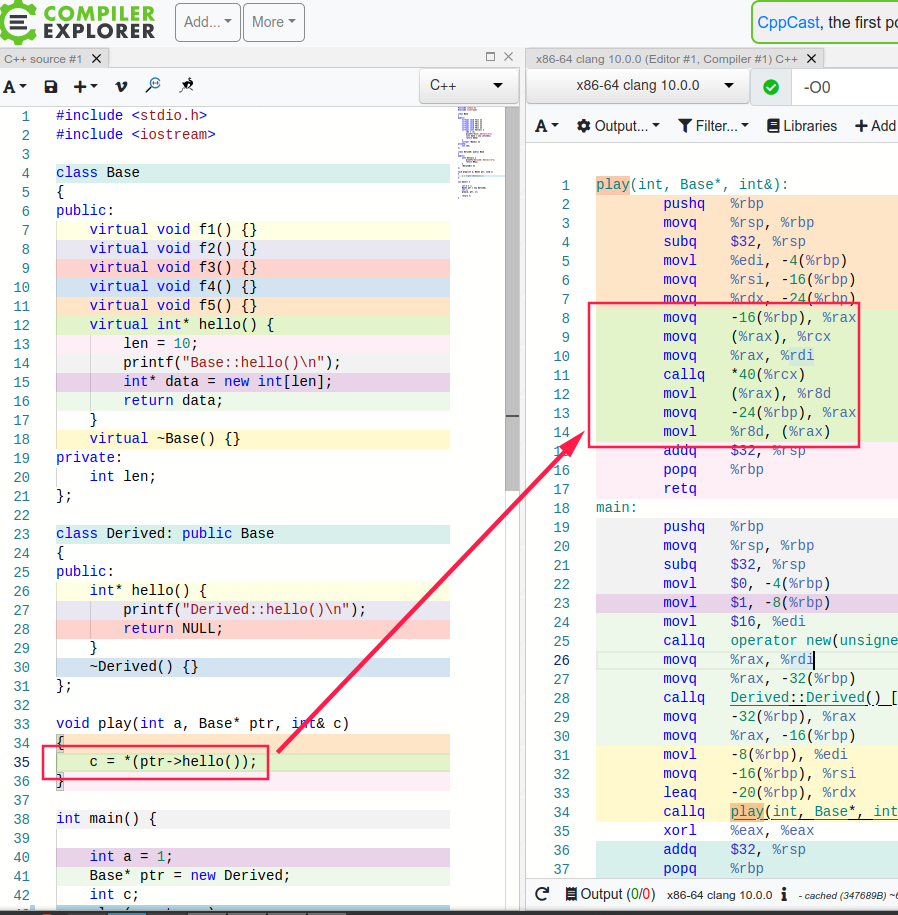 COMPILER
EXPLORER
Add...
More
CppCast, the first
C++ source #1 X
A
C++
1 #include <stdio.h>
2 #include <iostream>
3
4 class Base
5 {
6 public:
7 virtual void f1() {}
8 virtual void f2() {}
9 virtual void f3() {}
10 virtual void f4() {}
11 virtual void f5() {}
12 virtual int* hello() {
13 len = 10;
14 printf("Base::hello()\n");
15 int* data = new int[len];
16 return data;
17 }
18 virtual ~Base() {}
19 private:
20 int len;
21 };
22
23 class Derived: public Base
24 {
25 public:
26 int* hello() {
27 printf("Derived::hello()\n");
28 return NULL;
29 }
30 ~Derived() {}
31 };
32
33 void play(int a, Base* ptr, int& c)
34 {
35 c = *(ptr->hello());
36 }
37
38 int main() {
39
40 int a = 1;
41 Base* ptr = new Derived;
42 int c;
x86-64 clang 10.0.0 (Editor #1, Compiler #1) C++ X
x86-64 clang 10.0.0
-O0
A Output... Filter... Libraries + Add
1 play(int, Base*, int&):
2 pushq %rbp
3 movq %rsp, %rbp
4 subq $32, %rsp
5 movl %edi, -4(%rbp)
6 movq %rsi, -16(%rbp)
7 movq %rdx, -24(%rbp)
8 movq -16(%rbp), %rax
9 movq (%rax), %rcx
10 movq %rax, %rdi
11 callq *40(%rcx)
12 movl (%rax), %r8d
13 movq -24(%rbp), %rax
14 movl %r8d, (%rax)
15 addq $32, %rsp
16 popq %rbp
17 retq
18 main:
19 pushq %rbp
20 movq %rsp, %rbp
21 subq $32, %rsp
22 movl $0, -4(%rbp)
23 movl $1, -8(%rbp)
24 movl $16, %edi
25 callq operator new(unsigne
26 movq %rax, %rdi
27 movq %rax, -32(%rbp)
28 callq Derived::Derived() [
29 movq -32(%rbp), %rax
30 movq %rax, -16(%rbp)
31 movl -8(%rbp), %edi
32 movq -16(%rbp), %rsi
33 leaq -20(%rbp), %rdx
34 callq play(int, Base*, int
35 xorl %eax, %eax
36 addq $32, %rsp
37 popq %rbp
Output (0/0) x86-64 clang 10.0.0 i - cached (347689B)